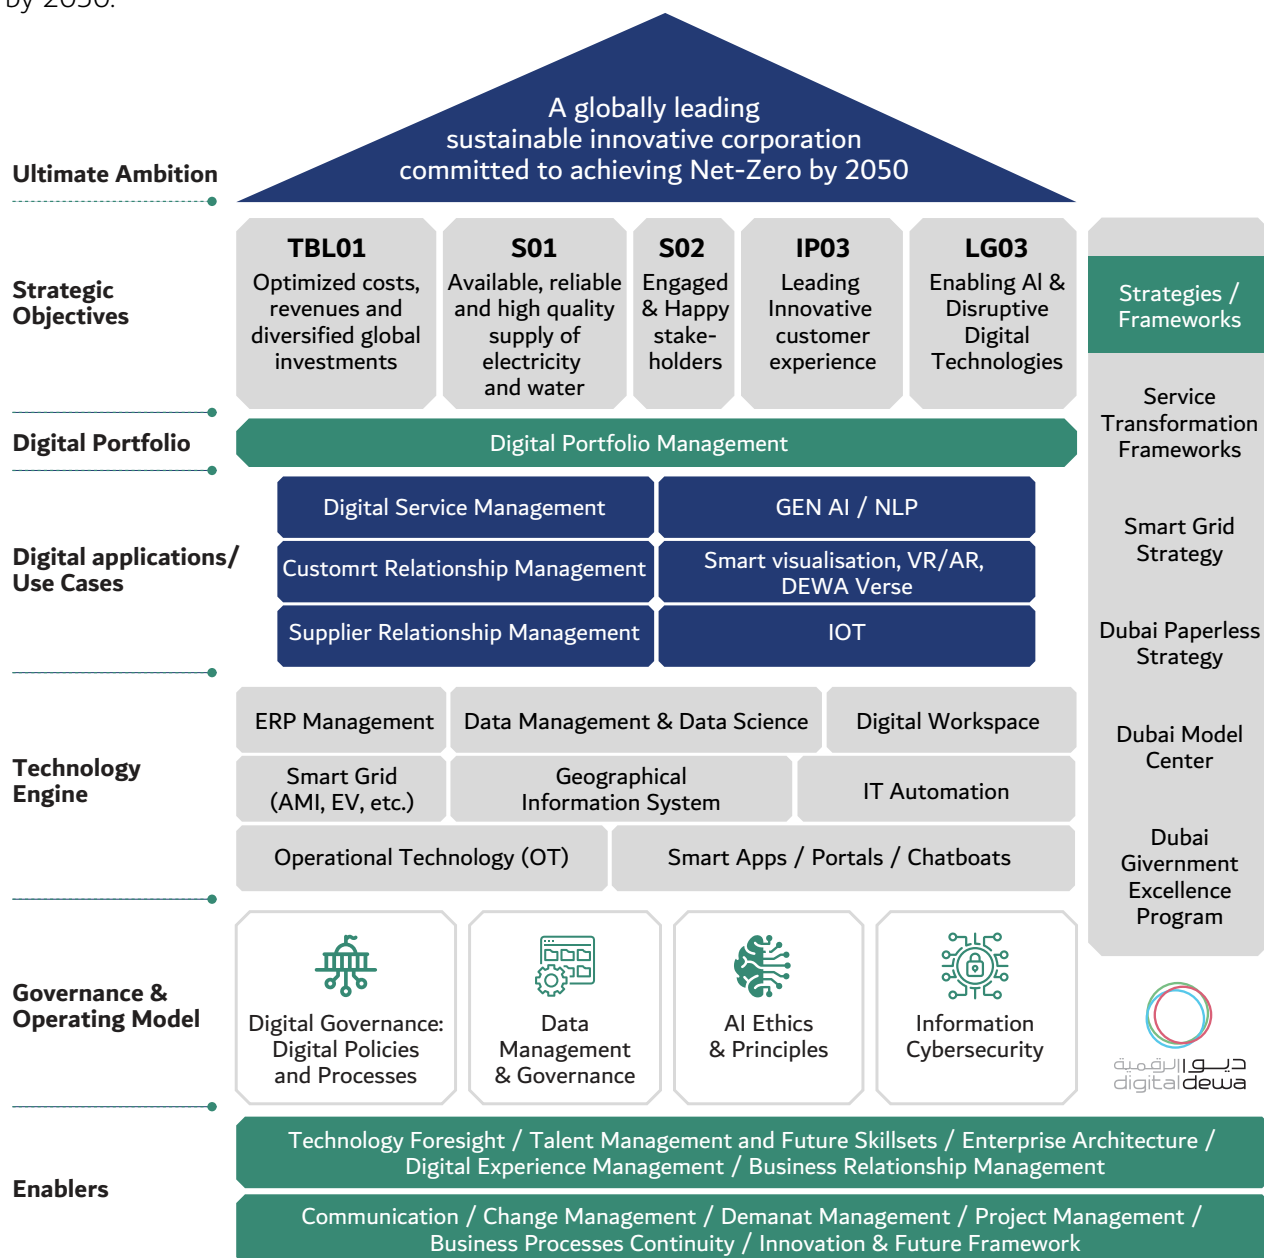 by 2050.
A globally leading
sustainable innovative corporation
committed to achieving Net-Zero by 2050
Ultimate Ambition
Strategic
Objectives
TBL01
Optimized costs,
revenues and
diversified global
investments
S01
Available, reliable
and high quality
supply of
electricity
and water
S02
Engaged
& Happy
stake-
holders
IP03
Leading
Innovative
customer
experience
LG03
Enabling Al &
Disruptive
Digital
Technologies
Digital Portfolio
Digital Portfolio Management
Digital applications/
Use Cases
Digital Service Management
GEN AI / NLP
Customrt Relationship Management
Smart visualisation, VR/AR,
DEWA Verse
Supplier Relationship Management
IOT
Technology
Engine
ERP Management
Data Management & Data Science
Digital Workspace
Smart Grid
(AMI, EV, etc.)
Geographical
Information System
IT Automation
Operational Technology (OT)
Smart Apps / Portals / Chatboats
Governance &
Operating Model
Digital Governance:
Digital Policies
and Processes
Data
Management
& Governance
AI Ethics
& Principles
Information
Cybersecurity
Enablers
Technology Foresight / Talent Management and Future Skillsets / Enterprise Architecture /
Digital Experience Management / Business Relationship Management
Communication / Change Management / Demanat Management / Project Management /
Business Processes Continuity / Innovation & Future Framework
Strategies /
Frameworks
Service
Transformation
Frameworks
Smart Grid
Strategy
Dubai Paperless
Strategy
Dubai Model
Center
Dubai
Givernment
Excellence
Program
ديوا الرقمية
digitaldewa